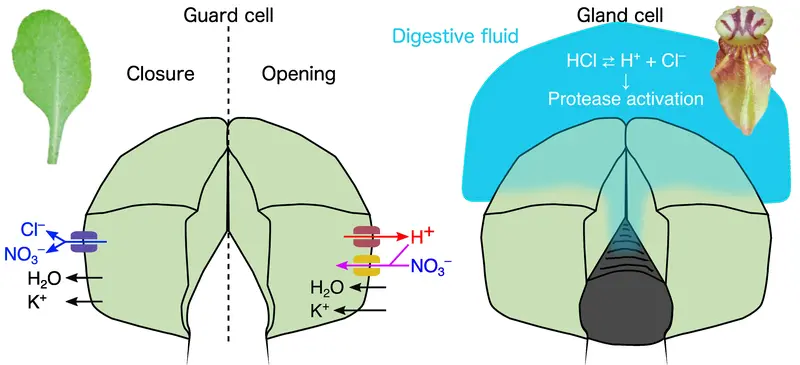 Guard cell
Closure
Opening
Cl⁻
NO₃⁻
H₂O
K⁺
H⁺
NO₃⁻
H₂O
K⁺
Gland cell
Digestive fluid
HCl ⇄ H⁺ + Cl⁻
↓
Protease activation